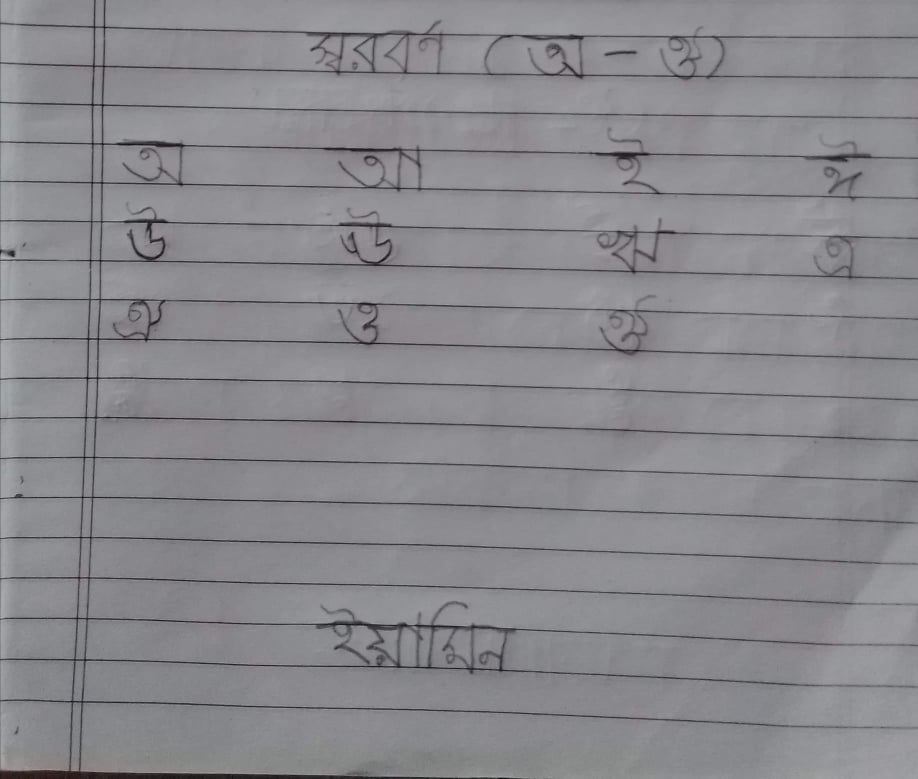 স্বরবর্ণ (অ - ঔ)
অ আ ই ঈ
উ ঊ ঋ এ
ঐ ও ঔ
ইয়ামিন